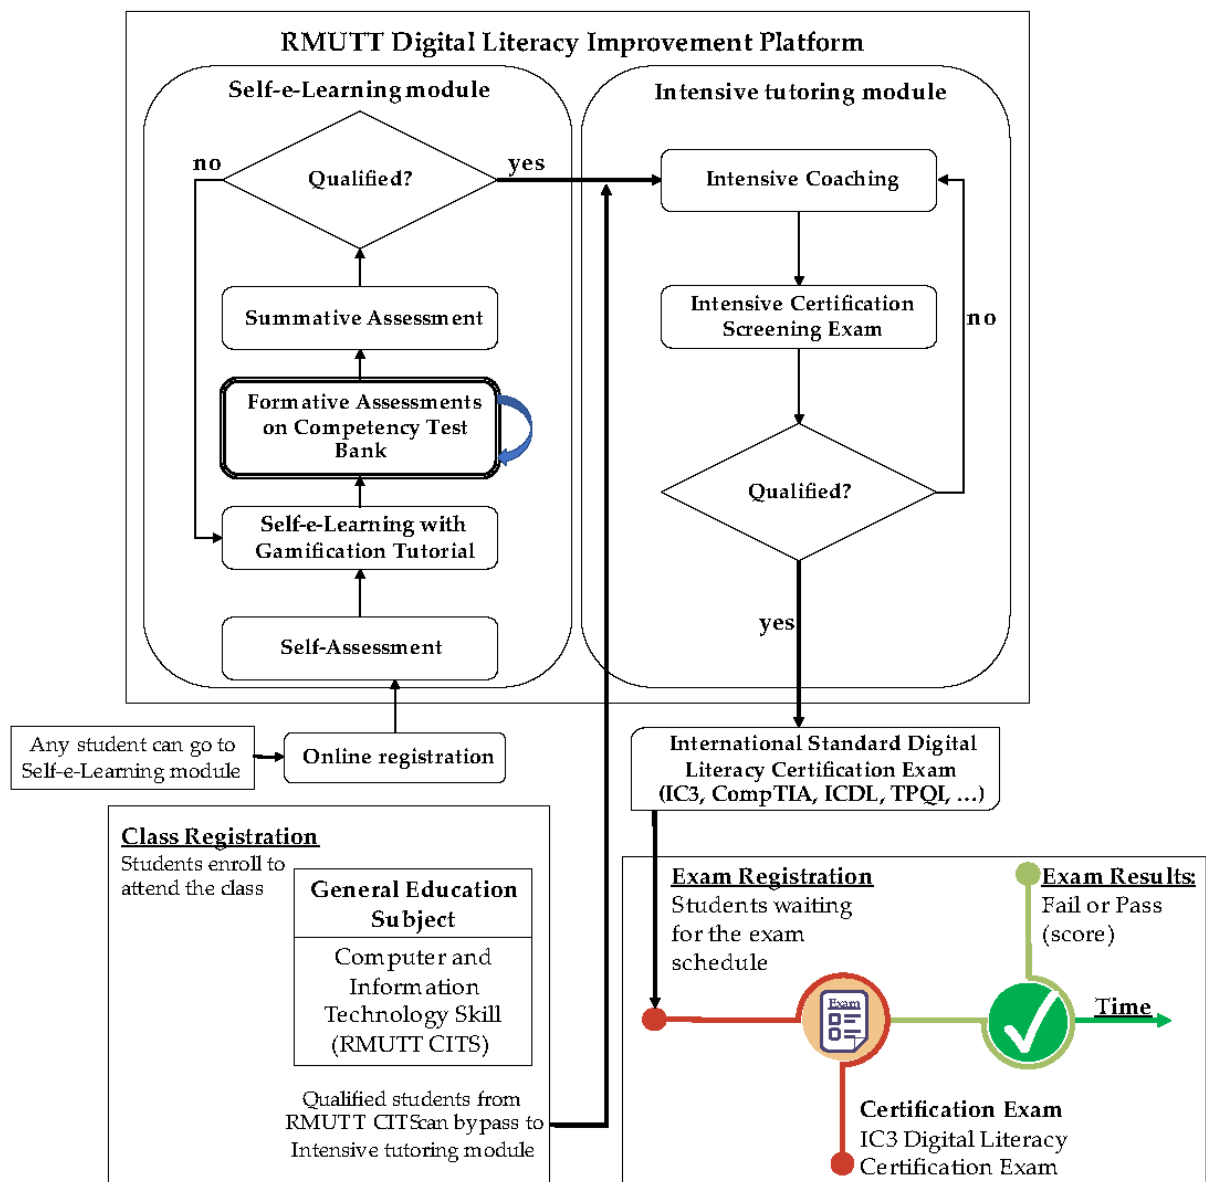 RMUTT Digital Literacy Improvement Platform
Self-e-Learning module
no
Qualified?
yes
Summative Assessment
Formative Assessments
on Competency Test
Bank
Self-e-Learning with
Gamification Tutorial
Self-Assessment
Intensive tutoring module
Intensive Coaching
Intensive Certification
Screening Exam
no
Qualified?
yes
Any student can go to
Self-e-Learning module
Online registration
International Standard Digital
Literacy Certification Exam
(IC3, CompTIA, ICDL, TPQI, ...)
Class Registration
Students enroll to
attend the class
General Education
Subject
Computer and
Information
Technology Skill
(RMUTT CITS)
Qualified students from
RMUTT CITScan bypass to
Intensive tutoring module
Exam Registration
Students waiting
for the exam
schedule
Exam Results:
Fail or Pass
(score)
Exam
Time
Certification Exam
IC3 Digital Literacy
Certification Exam